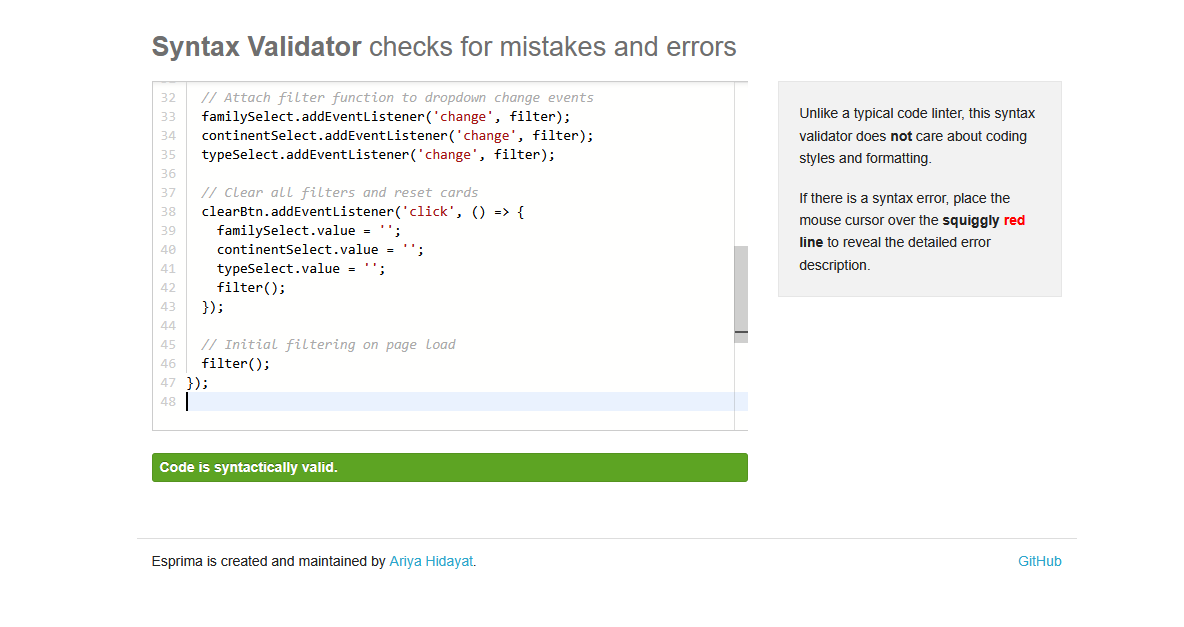 Syntax Validator checks for mistakes and errors
32 // Attach filter function to dropdown change events
33 familySelect.addEventListener('change', filter);
34 continentSelect.addEventListener('change', filter);
35 typeSelect.addEventListener('change', filter);
36
37 // Clear all filters and reset cards
38 clearBtn.addEventListener('click', () => {
39 familySelect.value = '';
40 continentSelect.value = '';
41 typeSelect.value = '';
42 filter();
43 });
44
45 // Initial filtering on page load
46 filter();
47 });
48
Code is syntactically valid.
Unlike a typical code linter, this syntax
validator does not care about coding
styles and formatting.
If there is a syntax error, place the
mouse cursor over the squiggly red
line to reveal the detailed error
description.
Esprima is created and maintained by Ariya Hidayat.
GitHub